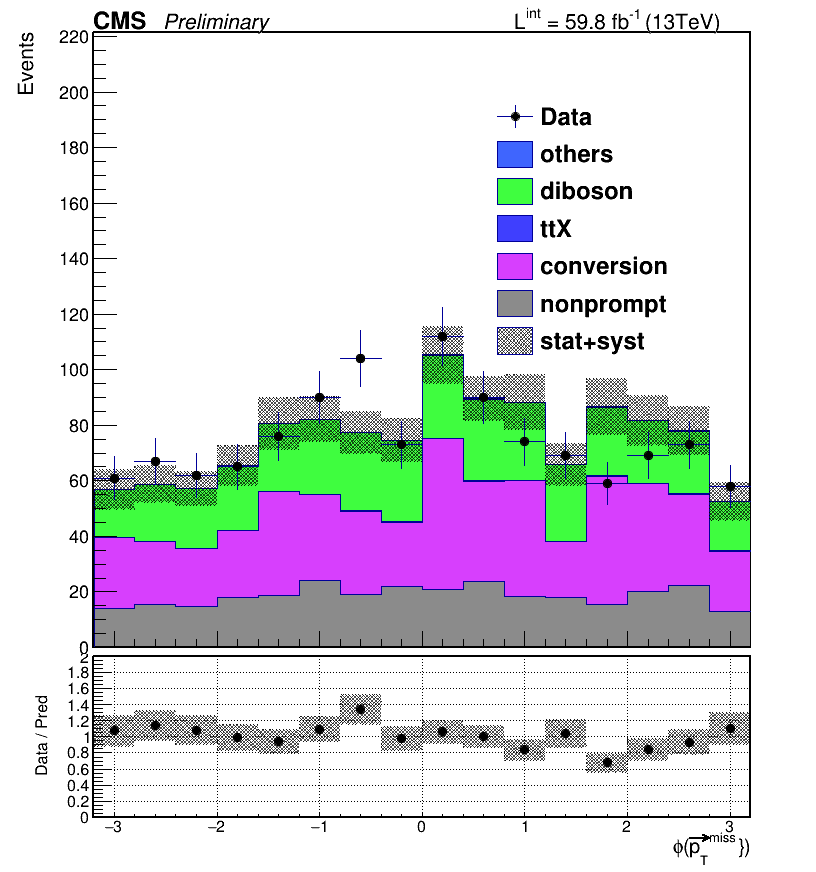 CMS Preliminary L^int = 59.8 fb^-1 (13TeV)
Events
220
200
180
160
140
120
100
80
60
40
20
0
Data
others
diboson
ttX
conversion
nonprompt
stat+syst
Data / Pred
2
1.8
1.6
1.4
1.2
1
0.8
0.6
0.4
0.2
0
−3 −2 −1 0 1 2 3
ϕ(p⃗_T^miss})